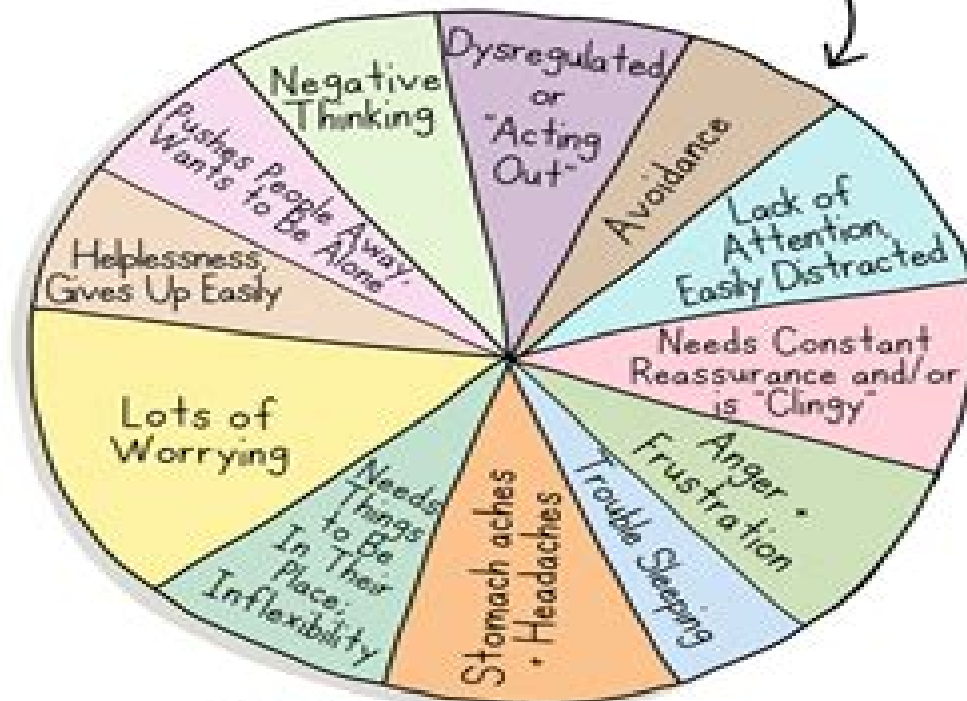 Dysregulated
or
"Acting
Out"
Avoidance
Lack of
Attention,
Easily Distracted
Needs Constant
Reassurance and/or
is "Clingy"
Anger •
Frustration
Trouble Sleeping
Stomach aches
• Headaches
Needs
Things
to Be
In Their
Place;
Inflexibility
Lots of
Worrying
Helplessness,
Gives Up Easily
Pushes People Away,
Wants to Be Alone
Negative
Thinking